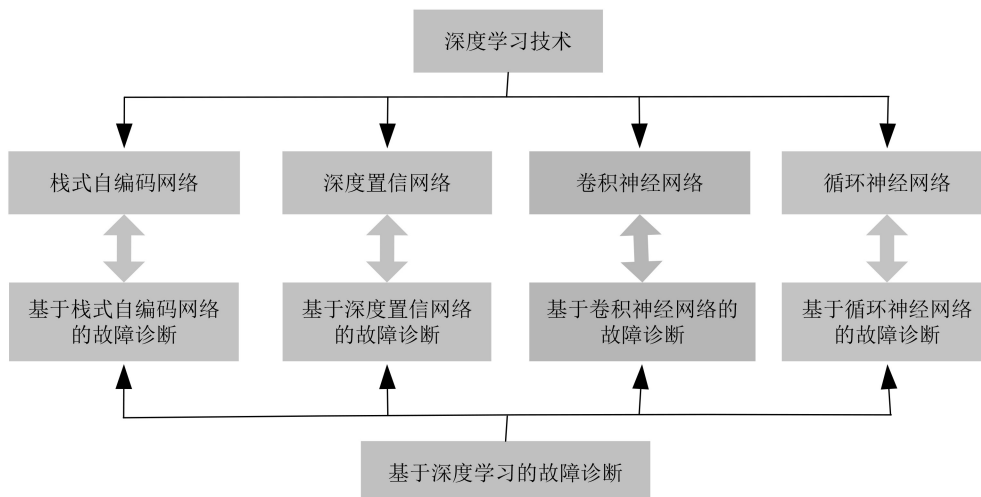 深度学习技术
栈式自编码网络
深度置信网络
卷积神经网络
循环神经网络
基于栈式自编码网络
的故障诊断
基于深度置信网络
的故障诊断
基于卷积神经网络的
故障诊断
基于循环神经网络
的故障诊断
基于深度学习的故障诊断